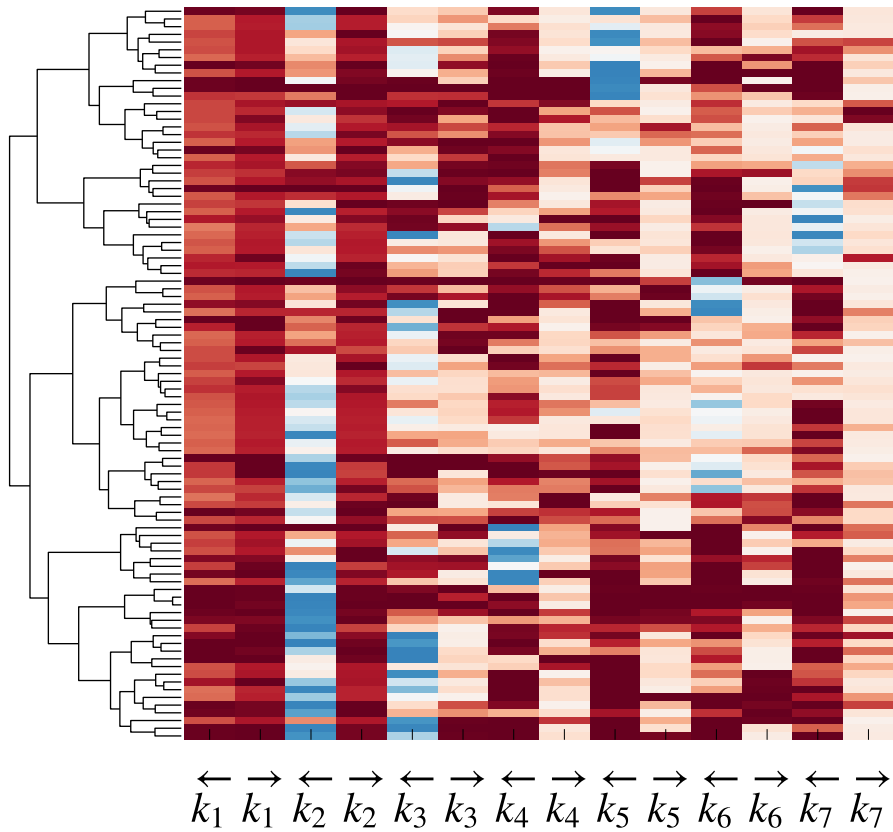 ← → ← → ← → ← → ← → ← → ← →
k₁ k₁ k₂ k₂ k₃ k₃ k₄ k₄ k₅ k₅ k₆ k₆ k₇ k₇